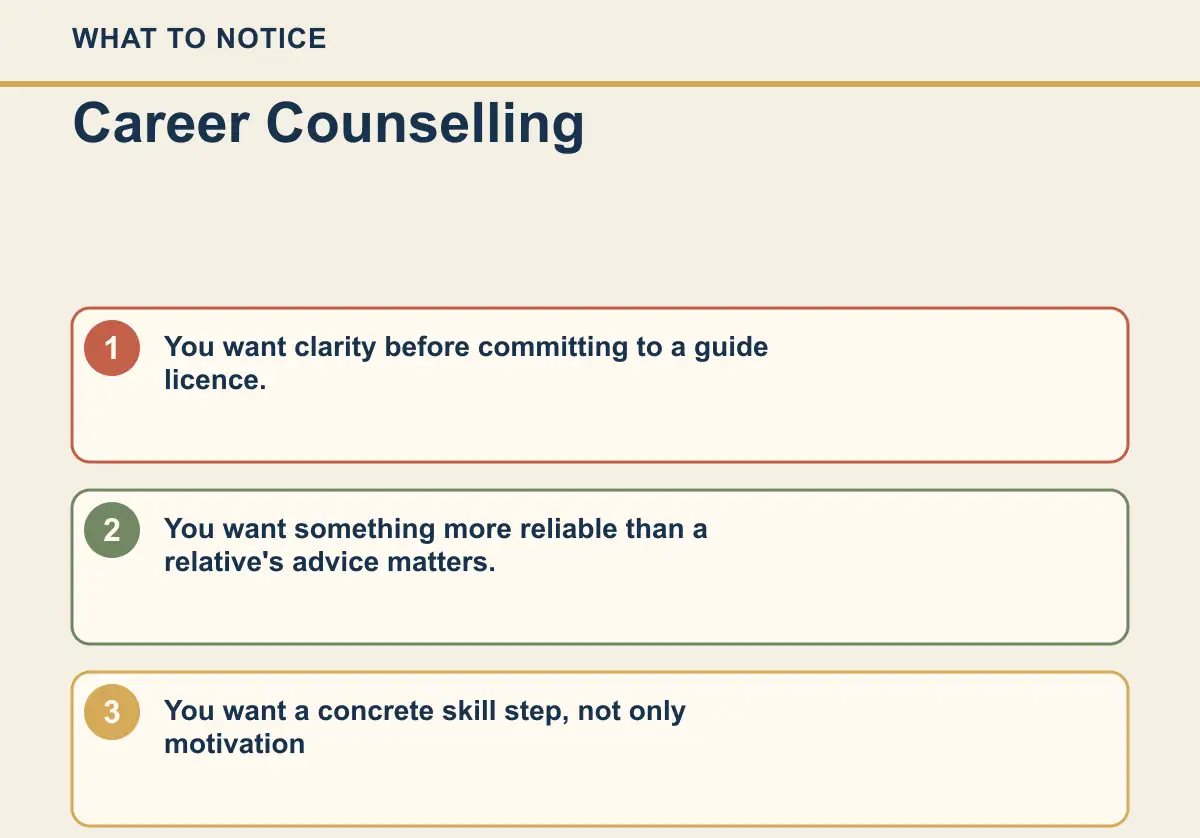 WHAT TO NOTICE
Career Counselling
1
You want clarity before committing to a guide
licence.
2
You want something more reliable than a
relative's advice matters.
3
You want a concrete skill step, not only
motivation